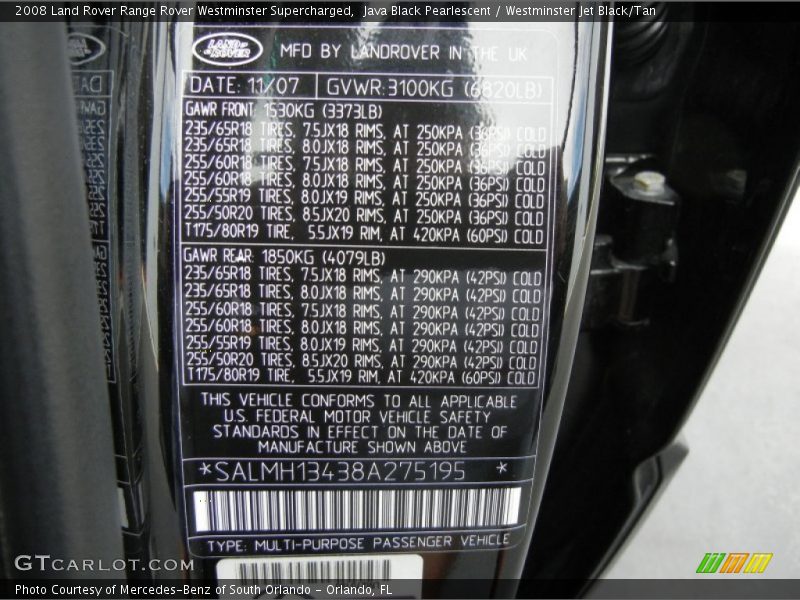 2008 Land Rover Range Rover Westminster Supercharged, Java Black Pearlescent / Westminster Jet Black/Tan
LAND ROVER
MFD BY LANDROVER IN THE UK
DATE: 11/07 GVWR:3100KG (6820LB)
GAWR FRONT 1530KG (3373LB)
235/65R18 TIRES, 7.5JX18 RIMS, AT 250KPA (36PSI) COLD
235/65R18 TIRES, 8.0JX18 RIMS, AT 250KPA (36PSI) COLD
255/60R18 TIRES, 7.5JX18 RIMS, AT 250KPA (36PSI) COLD
255/60R18 TIRES, 8.0JX18 RIMS, AT 250KPA (36PSI) COLD
255/55R19 TIRES, 8.0JX19 RIMS, AT 250KPA (36PSI) COLD
255/50R20 TIRES, 8.5JX20 RIMS, AT 250KPA (36PSI) COLD
T175/80R19 TIRE, 5.5JX19 RIM, AT 420KPA (60PSI) COLD
GAWR REAR: 1850KG (4079LB)
235/65R18 TIRES, 7.5JX18 RIMS, AT 290KPA (42PSI) COLD
235/65R18 TIRES, 8.0JX18 RIMS, AT 290KPA (42PSI) COLD
255/60R18 TIRES, 7.5JX18 RIMS, AT 290KPA (42PSI) COLD
255/60R18 TIRES, 8.0JX18 RIMS, AT 290KPA (42PSI) COLD
255/55R19 TIRES, 8.0JX19 RIMS, AT 290KPA (42PSI) COLD
255/50R20 TIRES, 8.5JX20 RIMS, AT 290KPA (42PSI) COLD
T175/80R19 TIRE, 5.5JX19 RIM, AT 420KPA (60PSI) COLD
THIS VEHICLE CONFORMS TO ALL APPLICABLE
U.S. FEDERAL MOTOR VEHICLE SAFETY
STANDARDS IN EFFECT ON THE DATE OF
MANUFACTURE SHOWN ABOVE
*SALMH13438A275195 *
TYPE: MULTI-PURPOSE PASSENGER VEHICLE
GTCARLOT.COM
Photo Courtesy of Mercedes-Benz of South Orlando - Orlando, FL